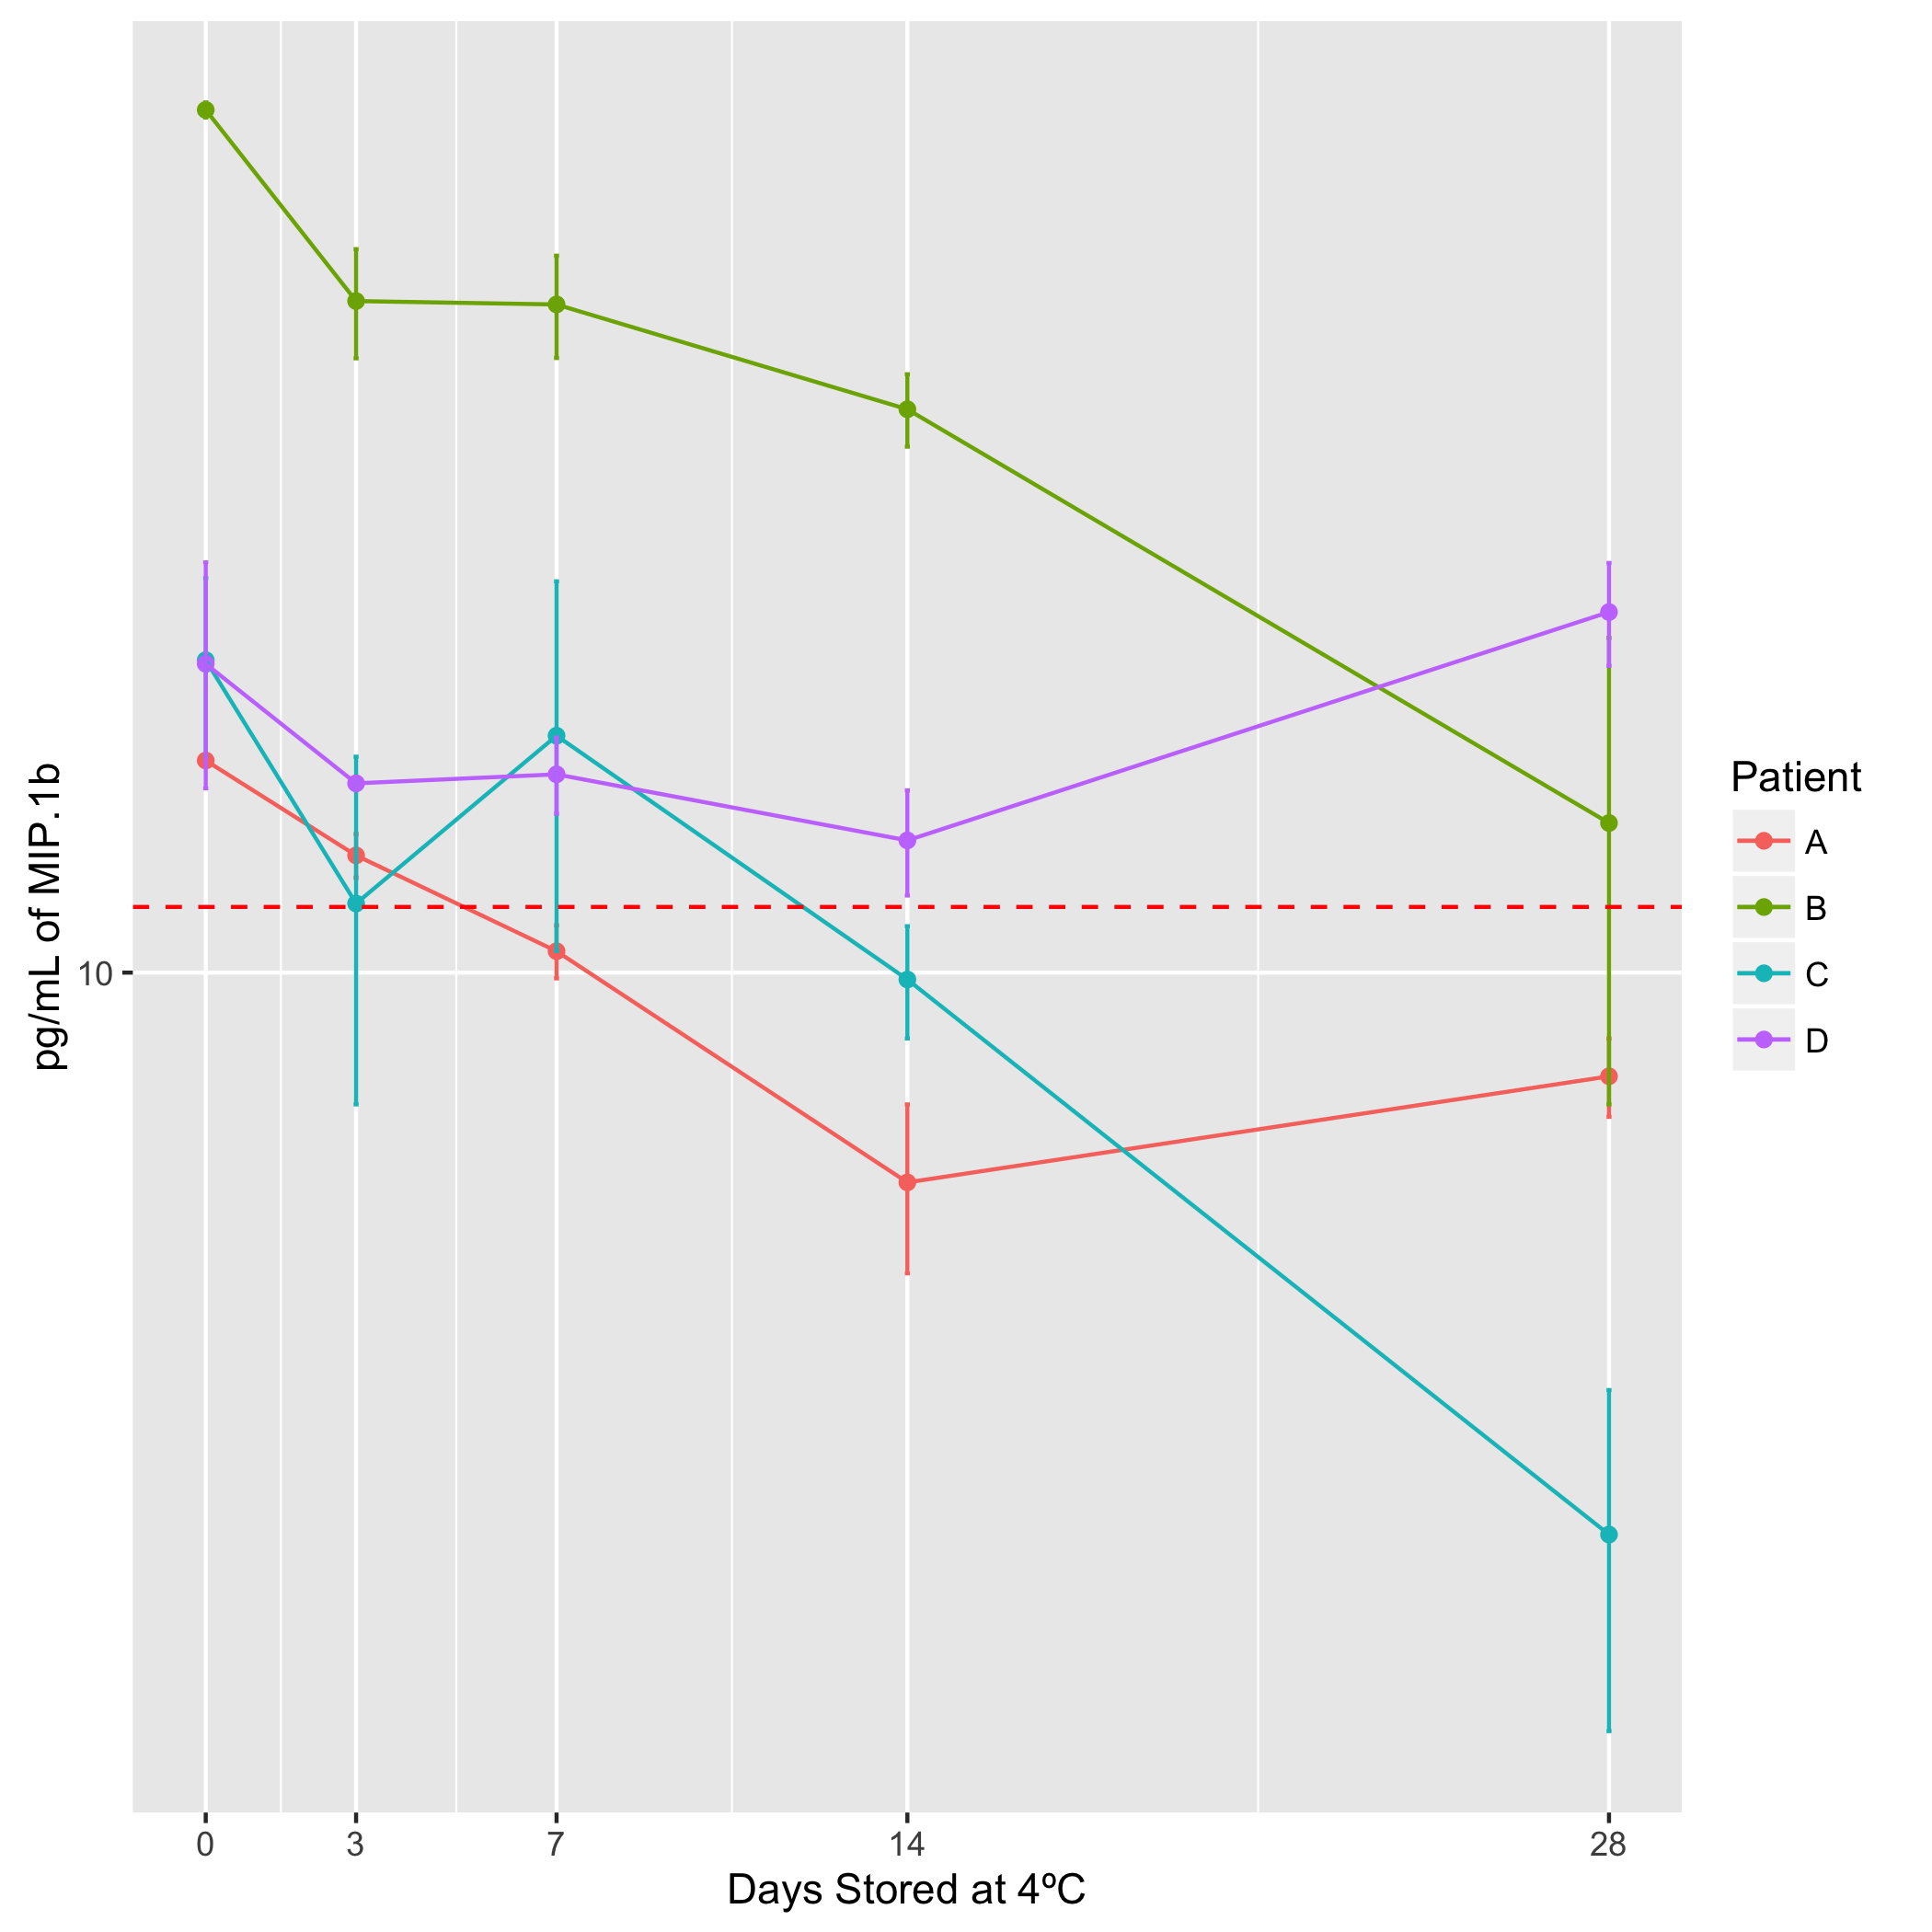 pg/mL of MIP.1b
10
0 3 7 14 28
Days Stored at 4ºC
Patient
A
B
C
D